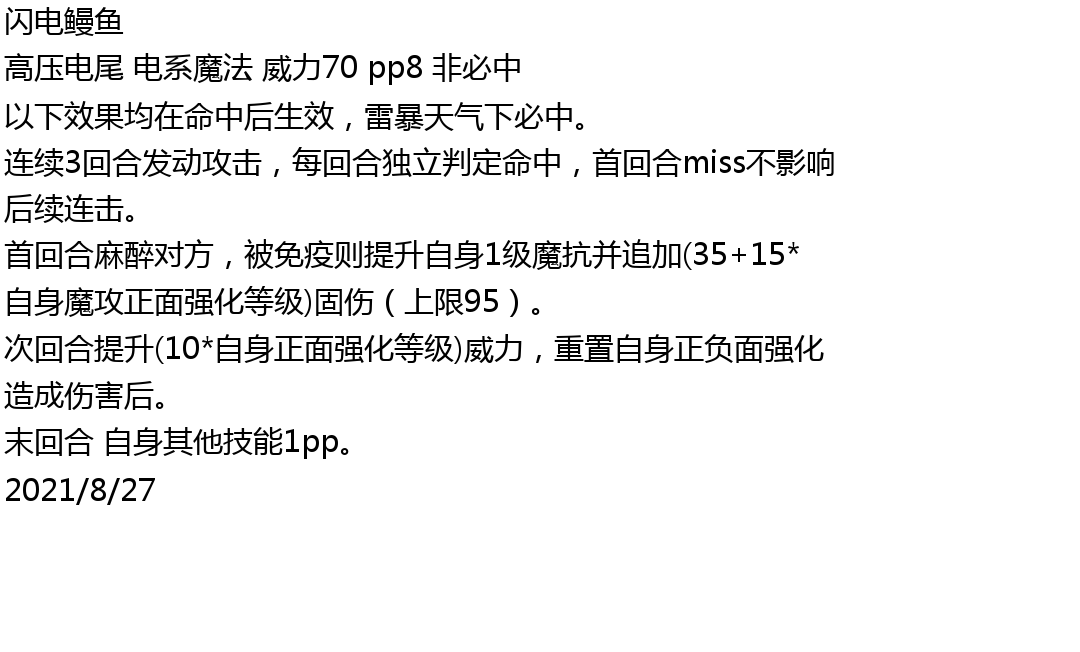 闪电鳗鱼
高压电尾 电系魔法 威力70 pp8 非必中
以下效果均在命中后生效，雷暴天气下必中。
连续3回合发动攻击，每回合独立判定命中，首回合miss不影响
后续连击。
首回合麻醉对方，被免疫则提升自身1级魔抗并追加(35+15*
自身魔攻正面强化等级)固伤（上限95）。
次回合提升(10*自身正面强化等级)威力，重置自身正负面强化
造成伤害后。
末回合 自身其他技能1pp。
2021/8/27